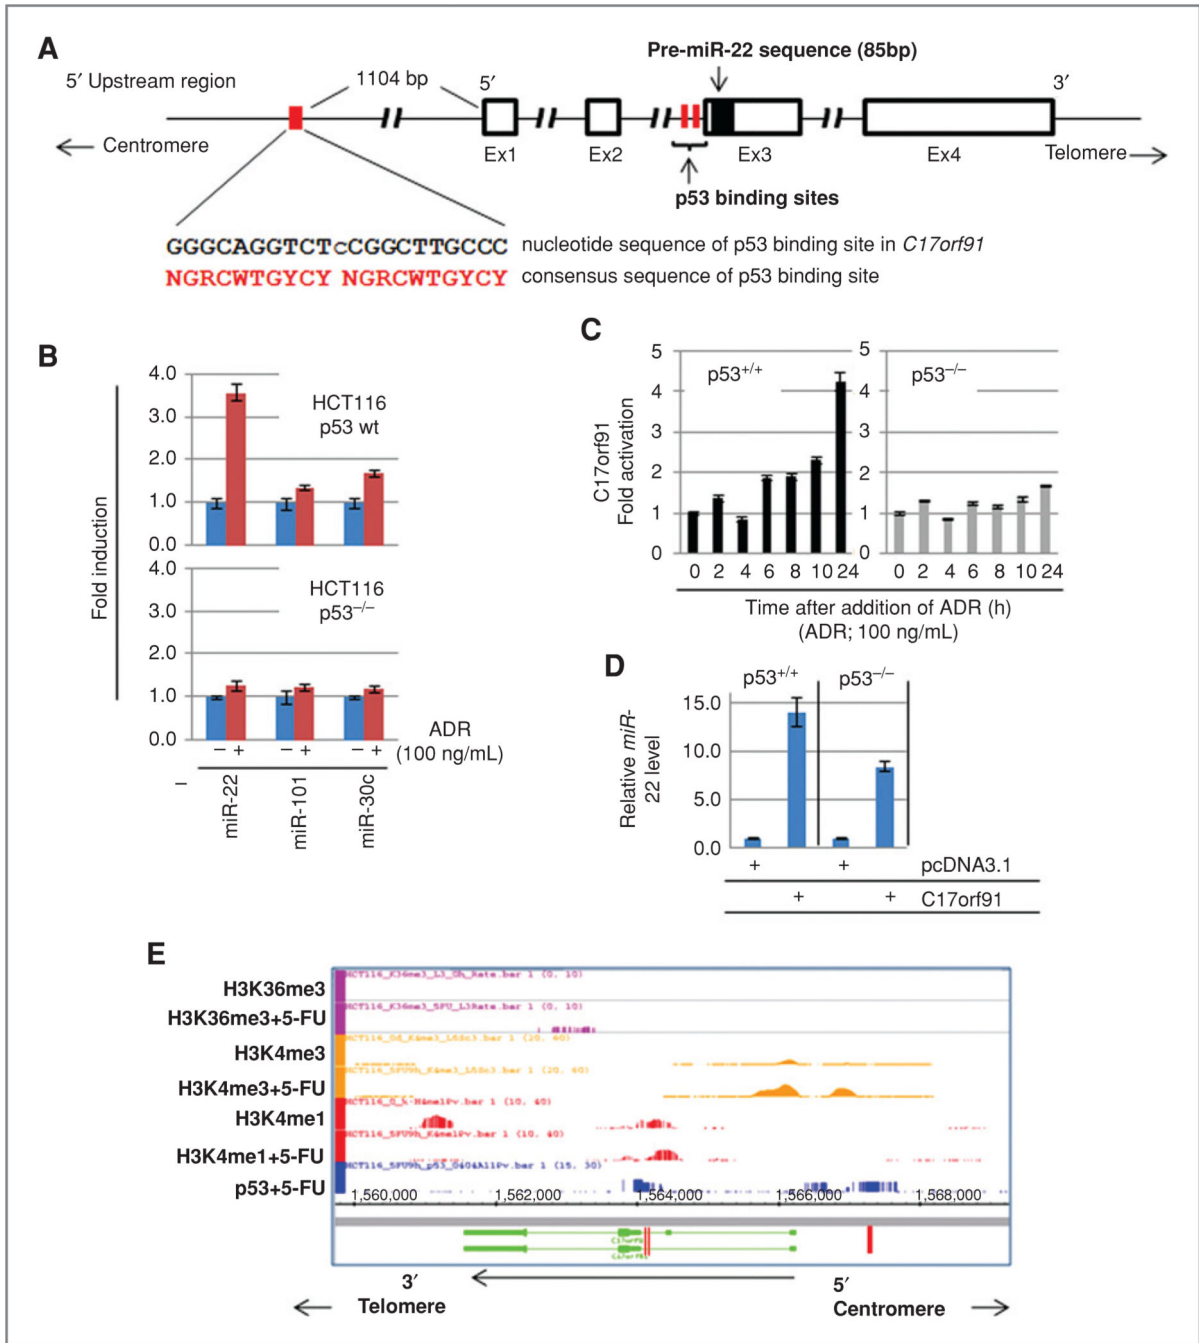 A
Pre-miR-22 sequence (85bp)
5′ Upstream region
1104 bp
5′
3′
Centromere
Ex1
Ex2
Ex3
Ex4
Telomere
p53 binding sites
GGGCAGGTCTcCGGCTTGCCC
nucleotide sequence of p53 binding site in C17orf91
NGRCWTGYCY NGRCWTGYCY
consensus sequence of p53 binding site
B
Fold induction
4.0
3.0
2.0
1.0
0.0
HCT116
p53 wt
4.0
3.0
2.0
1.0
0.0
HCT116
p53–/–
– + – + – +
ADR
(100 ng/mL)
–
miR-22
miR-101
miR-30c
C
C17orf91
Fold activation
5
4
3
2
1
0
p53+/+
0 2 4 6 8 10 24
5
4
3
2
1
0
p53–/–
0 2 4 6 8 10 24
Time after addition of ADR (h)
(ADR; 100 ng/mL)
D
p53+/+
p53–/–
Relative miR-
22 level
15.0
10.0
5.0
0.0
+ + pcDNA3.1
+ + C17orf91
E
H3K36me3
H3K36me3+5-FU
H3K4me3
H3K4me3+5-FU
H3K4me1
H3K4me1+5-FU
p53+5-FU
1,560,000
1,562,000
1,564,000
1,566,000
1,568,000
3′
5′
Telomere
Centromere